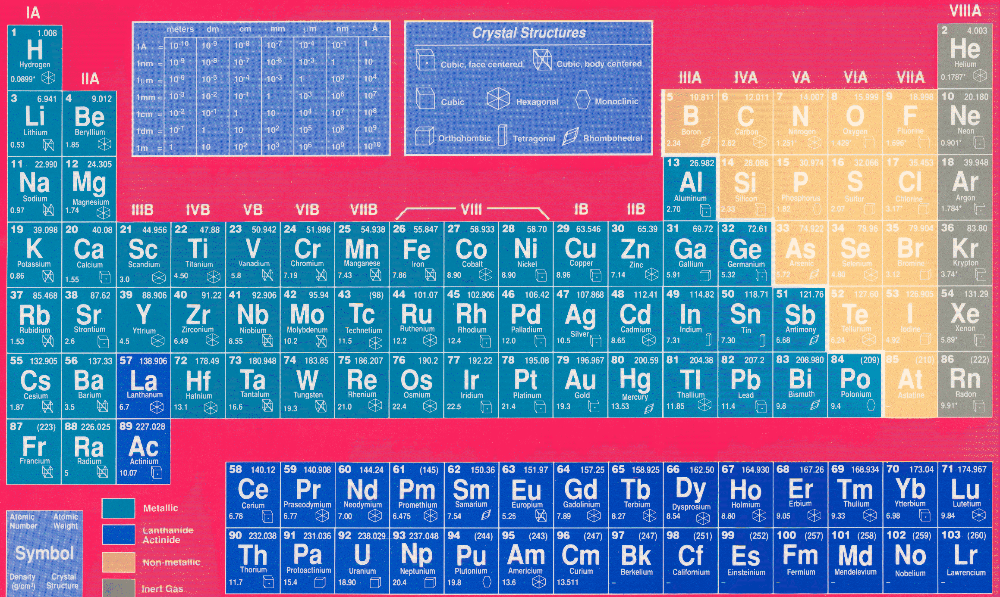 IA
VIIIA
1 1.008
H
Hydrogen
0.0899*
meters dm cm mm μm nm Å
1Å = 10⁻¹⁰ 10⁻⁹ 10⁻⁸ 10⁻⁷ 10⁻⁴ 10⁻¹ 1
1nm = 10⁻⁹ 10⁻⁸ 10⁻⁷ 10⁻⁶ 10⁻³ 1 10
1μm = 10⁻⁶ 10⁻⁵ 10⁻⁴ 10⁻³ 1 10³ 10⁴
1mm = 10⁻³ 10⁻² 10⁻¹ 1 10³ 10⁶ 10⁷
1cm = 10⁻² 10⁻¹ 1 10 10⁴ 10⁷ 10⁸
1dm = 10⁻¹ 1 10 10² 10⁵ 10⁸ 10⁹
1m = 1 10 10² 10³ 10⁶ 10⁹ 10¹⁰
Crystal Structures
Cubic, face centered Cubic, body centered
Cubic Hexagonal Monoclinic
Orthohombic Tetragonal Rhombohedral
2 4.003
He
Helium
0.1787*
IIA
IIIA IVA VA VIA VIIA
3 6.941 4 9.012 5 10.811 6 12.011 7 14.007 8 15.999 9 18.998 10 20.180
Li Be B C N O F Ne
Lithium Beryllium Boron Carbon Nitrogen Oxygen Fluorine Neon
0.53 1.85 2.34 2.62 1.251* 1.429* 1.696* 0.901*
11 22.990 12 24.305 13 26.982 14 28.086 15 30.974 16 32.066 17 35.453 18 39.948
Na Mg Al Si P S Cl Ar
Sodium Magnesium Aluminum Silicon Phosphorus Sulfur Chlorine Argon
0.97 1.74 2.70 2.33 1.82 2.07 3.17* 1.784*
IIIB IVB VB VIB VIIB VIII IB IIB
19 39.098 20 40.08 21 44.956 22 47.88 23 50.942 24 51.996 25 54.938 26 55.847 27 58.933 28 58.70 29 63.546 30 65.39 31 69.72 32 72.61 33 74.922 34 78.96 35 79.904 36 83.80
K Ca Sc Ti V Cr Mn Fe Co Ni Cu Zn Ga Ge As Se Br Kr
Potassium Calcium Scandium Titanium Vanadium Chromium Manganese Iron Cobalt Nickel Copper Zinc Gallium Germanium Arsenic Selenium Bromine Krypton
0.86 1.55 3.0 4.50 5.8 7.19 7.43 7.86 8.90 8.90 8.96 7.14 5.91 5.32 5.72 4.80 3.12 3.74*
37 85.468 38 87.62 39 88.906 40 91.22 41 92.906 42 95.94 43 (98) 44 101.07 45 102.906 46 106.42 47 107.868 48 112.41 49 114.82 50 118.71 51 121.76 52 127.60 53 126.905 54 131.29
Rb Sr Y Zr Nb Mo Tc Ru Rh Pd Ag Cd In Sn Sb Te I Xe
Rubidium Strontium Yttrium Zirconium Niobium Molybdenum Technetium Ruthenium Rhodium Palladium Silver Cadmium Indium Tin Antimony Tellurium Iodine Xenon
1.53 2.6 4.5 6.49 8.55 10.2 11.5 12.2 12.4 12.0 10.5 8.65 7.31 7.30 6.68 6.24 4.92 5.89*
55 132.905 56 137.33 57 138.906 72 178.49 73 180.948 74 183.85 75 186.207 76 190.2 77 192.22 78 195.08 79 196.967 80 200.59 81 204.38 82 207.2 83 208.980 84 (209) 85 (210) 86 (222)
Cs Ba La Hf Ta W Re Os Ir Pt Au Hg Tl Pb Bi Po At Rn
Cesium Barium Lanthanum Hafnium Tantalum Tungsten Rhenium Osmium Iridium Platinum Gold Mercury Thallium Lead Bismuth Polonium Astatine Radon
1.87 3.5 6.7 13.1 16.6 19.3 21.0 22.4 22.5 21.4 19.3 13.53 11.85 11.4 9.8 9.4 – 9.91*
87 (223) 88 226.025 89 227.028
Fr Ra Ac
Francium Radium Actinium
5 10.07
58 140.12 59 140.908 60 144.24 61 (145) 62 150.36 63 151.97 64 157.25 65 158.925 66 162.50 67 164.930 68 167.26 69 168.934 70 173.04 71 174.967
Ce Pr Nd Pm Sm Eu Gd Tb Dy Ho Er Tm Yb Lu
Cerium Praseodymium Neodymium Promethium Samarium Europium Gadolinium Terbium Dysprosium Holmium Erbium Thulium Ytterbium Lutetium
6.78 6.77 7.00 6.475 7.54 5.26 7.89 8.27 8.54 8.80 9.05 9.33 6.98 9.84
90 232.038 91 231.036 92 238.029 93 237.048 94 (244) 95 (243) 96 (247) 97 (247) 98 (251) 99 (252) 100 (257) 101 (258) 102 (259) 103 (260)
Th Pa U Np Pu Am Cm Bk Cf Es Fm Md No Lr
Thorium Protoactinium Uranium Neptunium Plutonium Americium Curium Berkelium Californium Einsteinium Fermium Mendelevium Nobelium Lawrencium
11.7 15.4 18.90 20.4 19.8 13.6 13.511 – – – – – – –
Atomic Number Atomic Weight
Symbol
Density (g/cm³) Crystal Structure
Metallic
Lanthanide
Actinide
Non-metallic
Inert Gas